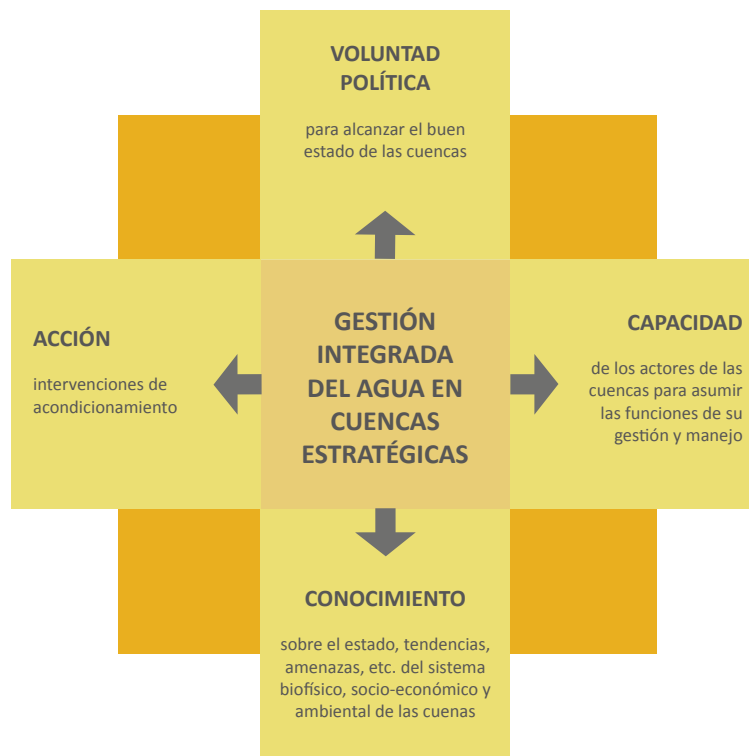 VOLUNTAD
POLÍTICA
para alcanzar el buen
estado de las cuencas
ACCIÓN
intervenciones de
acondicionamiento
GESTIÓN
INTEGRADA
DEL AGUA EN
CUENCAS
ESTRATÉGICAS
CAPACIDAD
de los actores de las
cuencas para asumir
las funciones de su
gestión y manejo
CONOCIMIENTO
sobre el estado, tendencias,
amenazas, etc. del sistema
biofísico, socio-económico y
ambiental de las cuenas